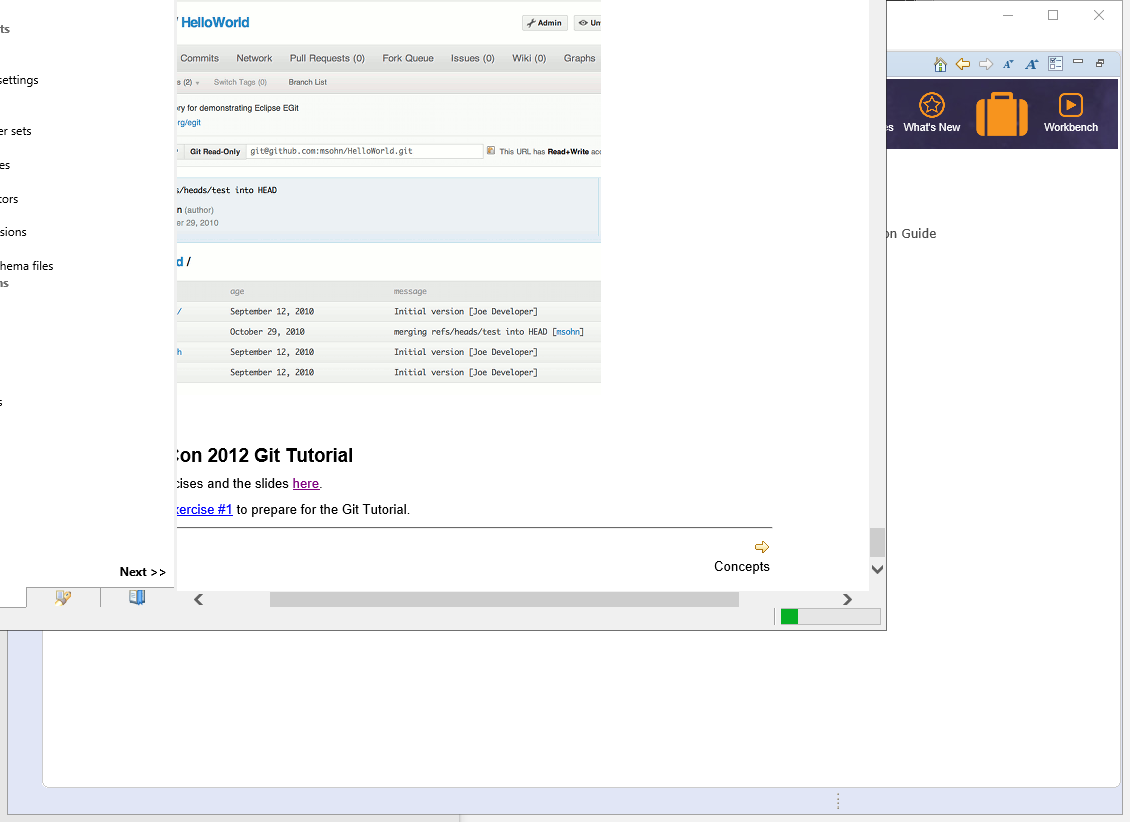 ts
settings
er sets
es
tors
sions
hema files
ns
s
Next >>
/ HelloWorld
Admin
Un
Commits Network Pull Requests (0) Fork Queue Issues (0) Wiki (0) Graphs
s (2) Switch Tags (0) Branch List
ory for demonstrating Eclipse EGit
rg/egit
Git Read-Only git@github.com:msohn/HelloWorld.git This URL has Read+Write acc
s/heads/test into HEAD
n (author)
er 29, 2010
d /
age message
/ September 12, 2010 Initial version [Joe Developer]
October 29, 2010 merging refs/heads/test into HEAD [msohn]
h September 12, 2010 Initial version [Joe Developer]
September 12, 2010 Initial version [Joe Developer]
Con 2012 Git Tutorial
cises and the slides here.
xercise #1 to prepare for the Git Tutorial.
Concepts
A A
es What's New Workbench
on Guide